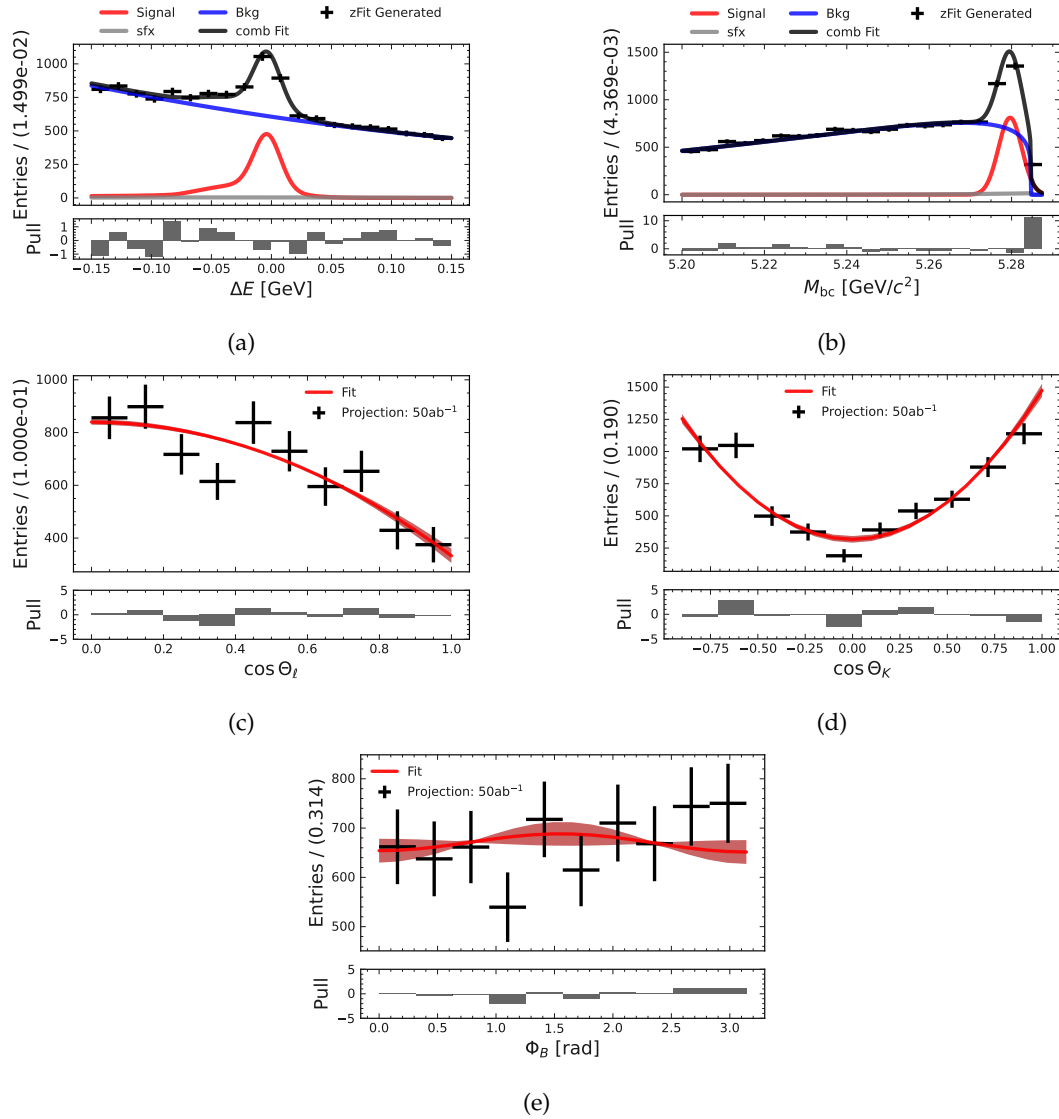 Signal Bkg zFit Generated
sfx comb Fit
Entries / (1.499e-02)
1000
750
500
250
0
Pull
1
0
−1
−0.15 −0.10 −0.05 0.00 0.05 0.10 0.15
ΔE [GeV]
(a)
Signal Bkg zFit Generated
sfx comb Fit
Entries / (4.369e-03)
1500
1000
500
0
Pull
10
0
5.20 5.22 5.24 5.26 5.28
M_bc [GeV/c²]
(b)
Entries / (1.000e-01)
1000
800
600
400
Fit
Projection: 50ab⁻¹
Pull
5
0
−5
0.0 0.2 0.4 0.6 0.8 1.0
cos Θ_ℓ
(c)
Entries / (0.190)
1500
1250
1000
750
500
250
Fit
Projection: 50ab⁻¹
Pull
5
0
−5
−0.75 −0.50 −0.25 0.00 0.25 0.50 0.75 1.00
cos Θ_K
(d)
Entries / (0.314)
800
700
600
500
Fit
Projection: 50ab⁻¹
Pull
5
0
−5
0.0 0.5 1.0 1.5 2.0 2.5 3.0
Φ_B [rad]
(e)